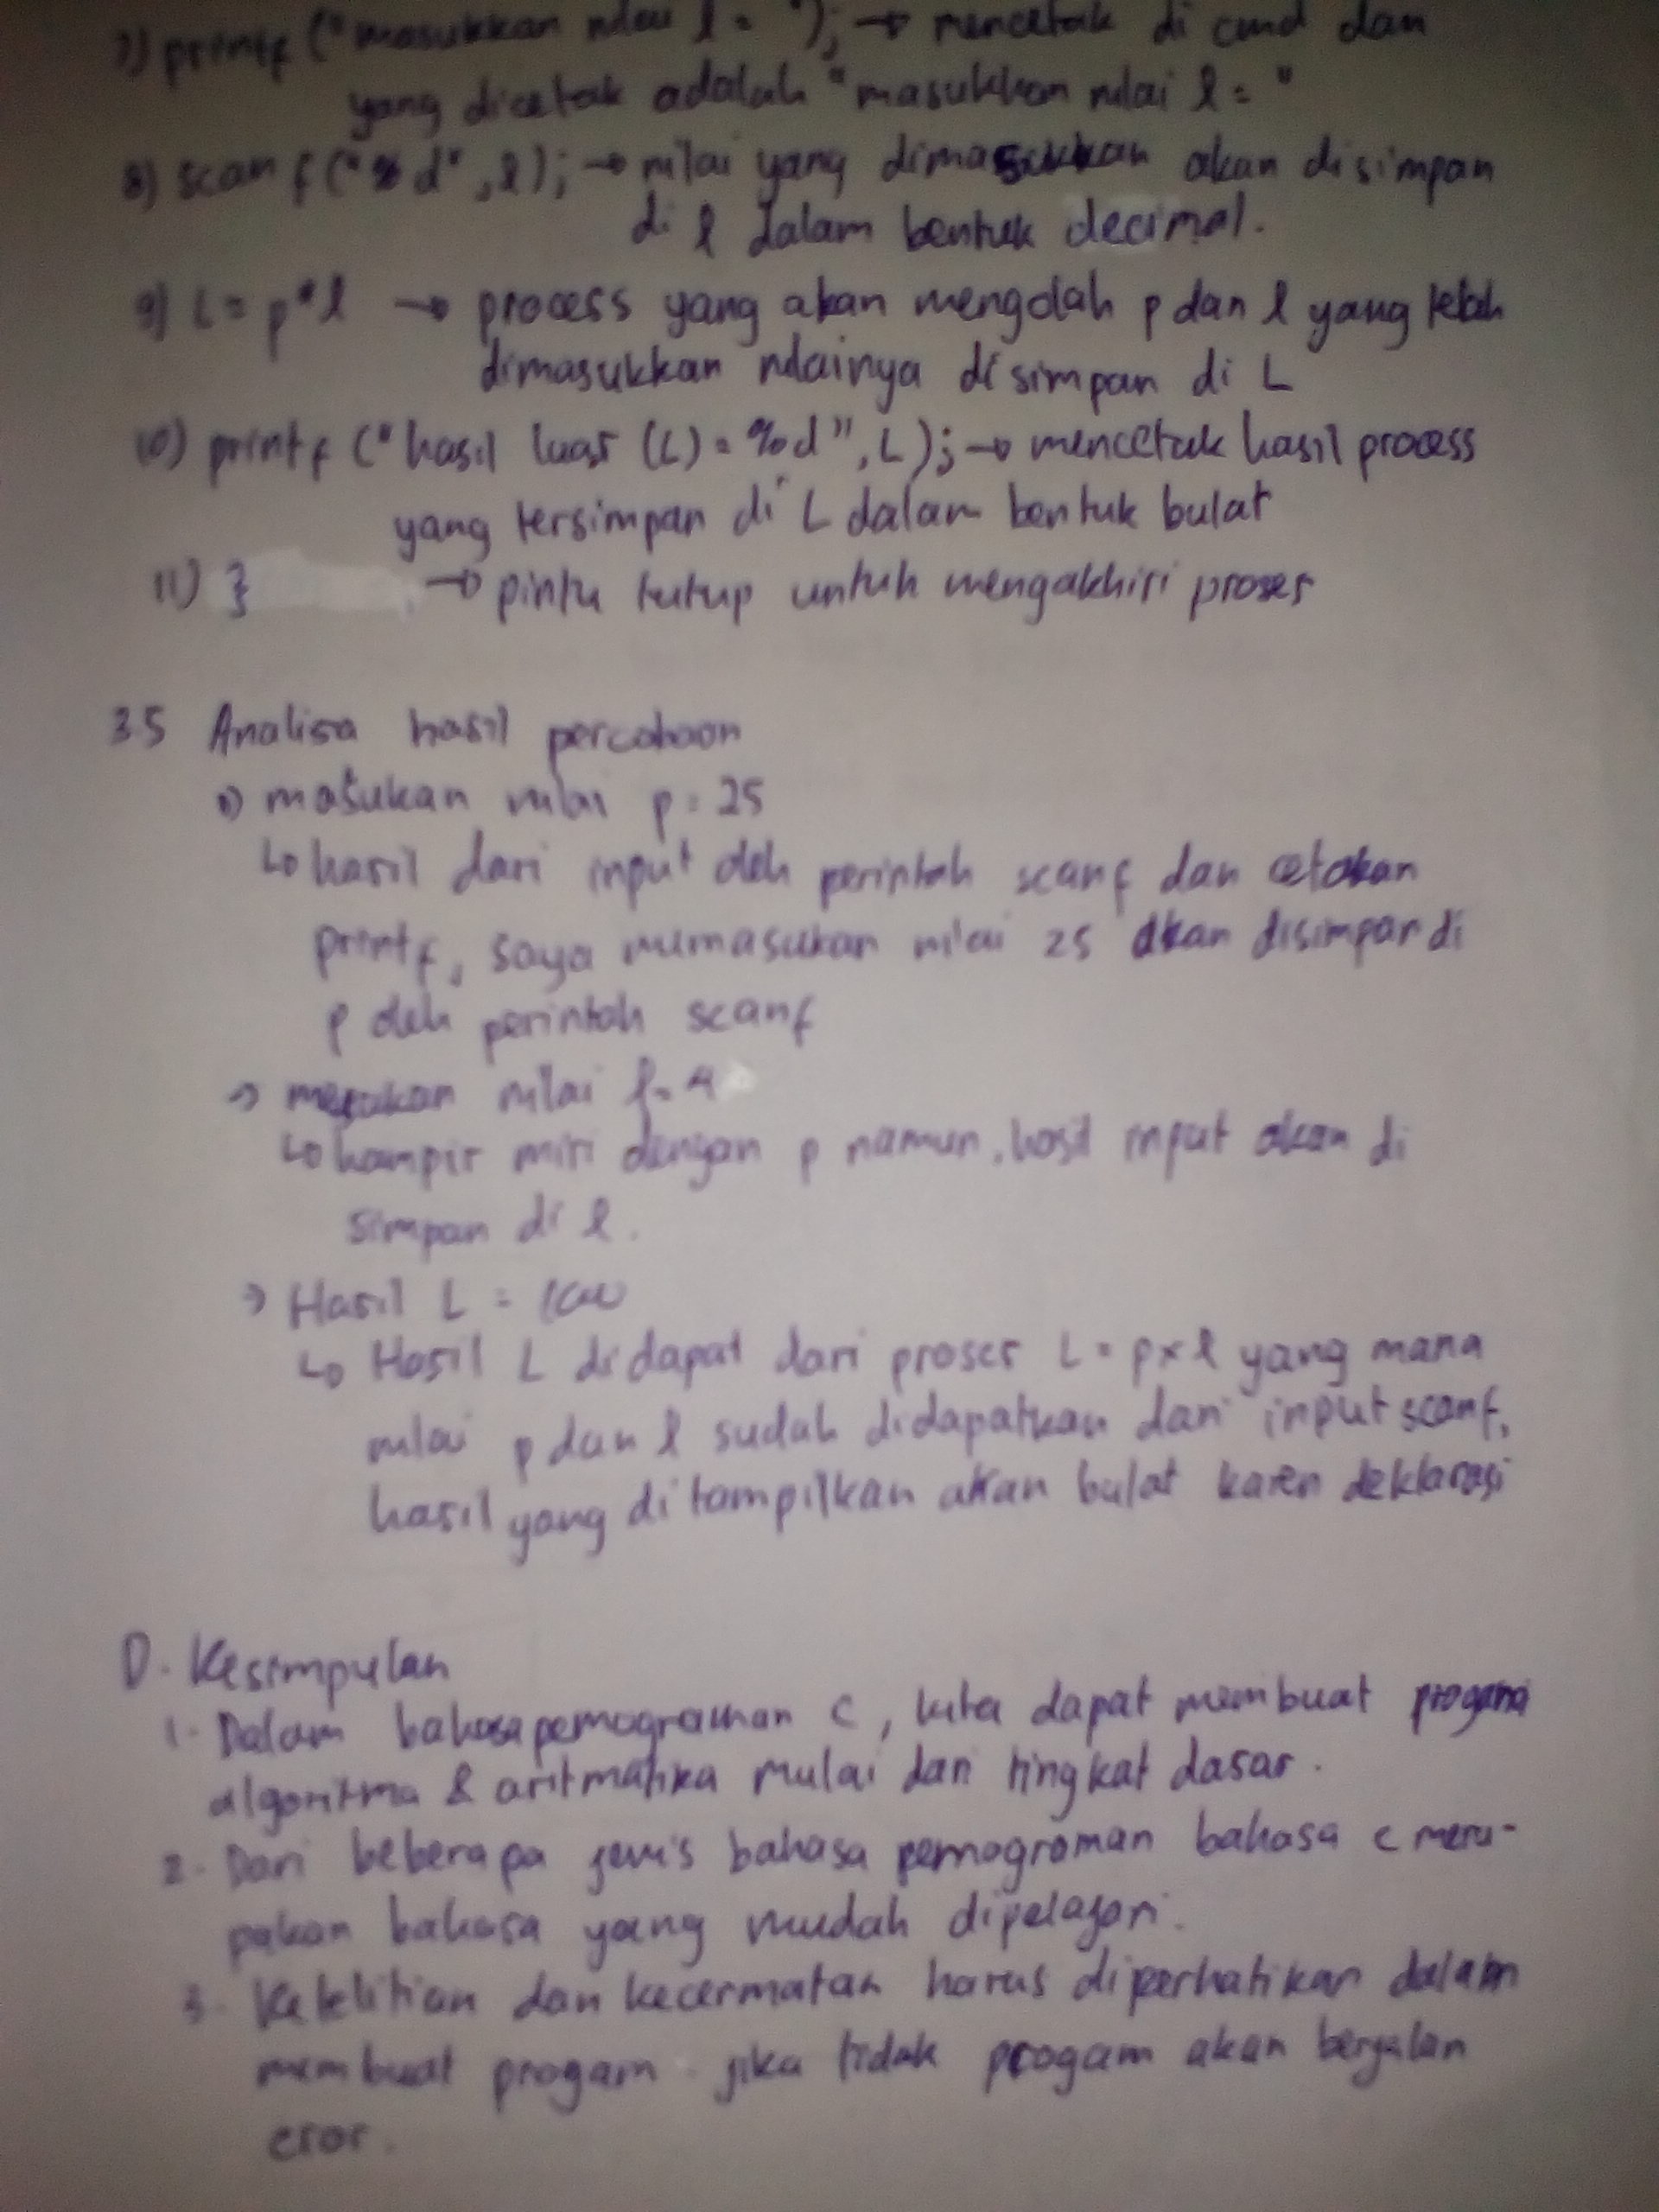 7) printf ("masukkan nilai l = "); → mencetak di cmd dan
yang dicetak adalah "masukkan nilai l = "
8) scanf ("%d", l); → nilai yang dimasukkan akan disimpan
di l dalam bentuk decimal.
9) L = p*l → process yang akan mengolah p dan l yang telah
dimasukkan nilainya disimpan di L
10) printf ("hasil luas (L) = %d", L); → mencetak hasil process
yang tersimpan di L dalam bentuk bulat
11) } → pintu tutup untuk mengakhiri proses
3.5 Analisa hasil percobaan
masukan nilai p = 25
↳ hasil dari input oleh perintah scanf dan cetakan
printf, saya memasukan nilai 25 akan disimpan di
p oleh perintah scanf
→ masukan nilai l = 4
↳ hampir miri dengan p namun, hasil input akan di
simpan di l.
→ Hasil L = 100
↳ Hasil L didapat dari proses L = p x l yang mana
nilai p dan l sudah didapatkan dari input scanf,
hasil yang ditampilkan akan bulat karen deklarasi
D. Kesimpulan
1. Dalam bahasa pemograman C, kita dapat membuat
algoritma & aritmatika mulai dari tingkat dasar.
2. Dari beberapa jenis bahasa pemograman bahasa c meru-
pakan bahasa yang mudah dipelajari.
3. Ketelitian dan kecermatan harus diperhatikan dalam
membuat progam. jika tidak progam akan berjalan
eror.